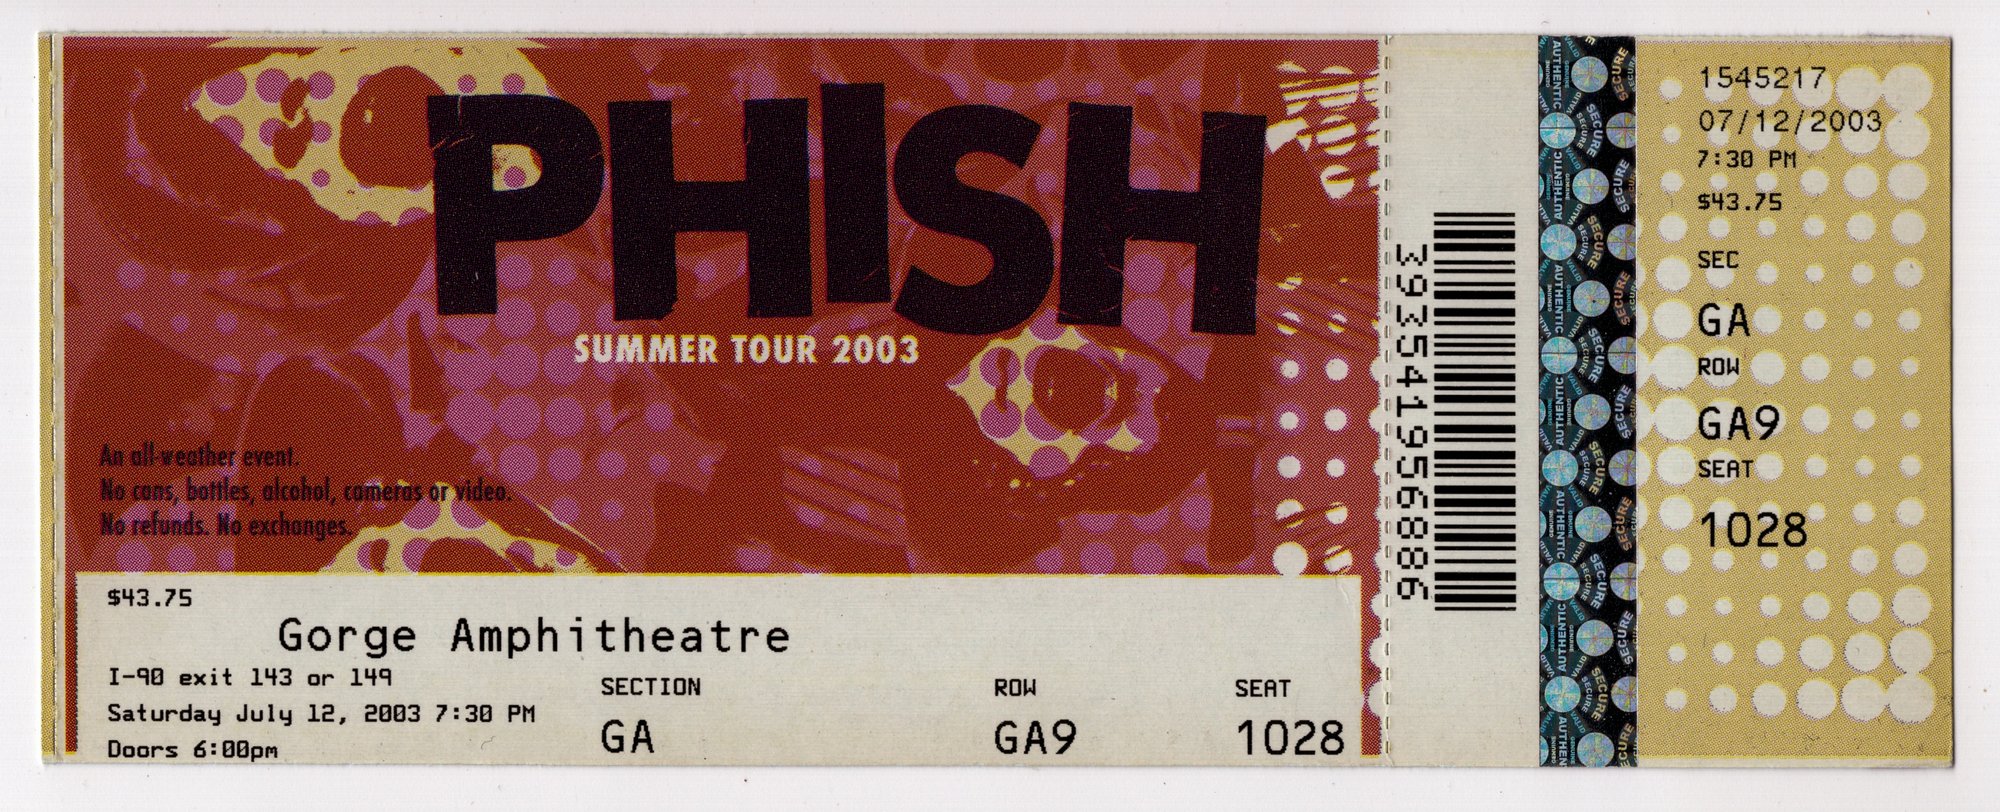 PHISH
SUMMER TOUR 2003
An all-weather event.
No cans, bottles, alcohol, cameras or video.
No refunds. No exchanges.
$43.75
Gorge Amphitheatre
I-90 exit 143 or 149
Saturday July 12, 2003 7:30 PM
Doors 6:00pm
SECTION
GA
ROW
GA9
SEAT
1028
393541956886
AUTHENTIC
GENUINE
VALID
SECURE
1545217
07/12/2003
7:30 PM
$43.75
SEC
GA
ROW
GA9
SEAT
1028